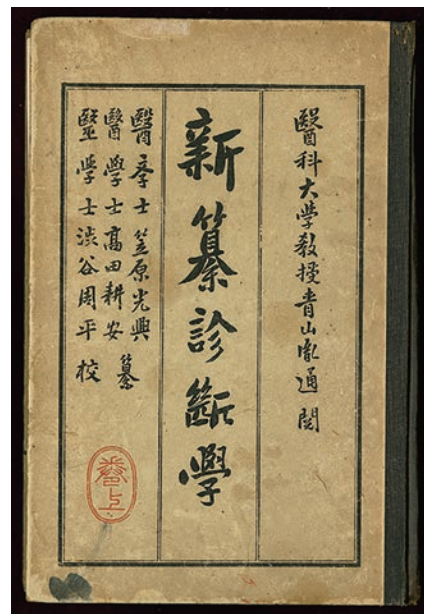 醫科大學教授青山胤通閲
新纂診斷學
醫學士笠原光興
醫學士高田耕安
纂
醫學士渋谷周平校